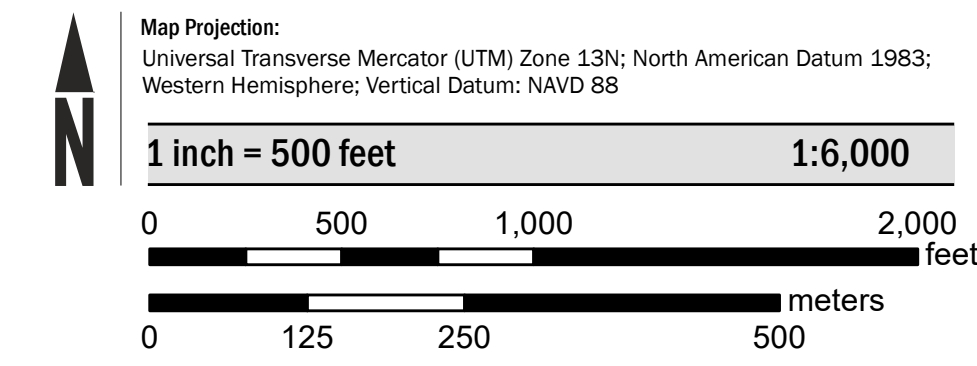 Map Projection:
Universal Transverse Mercator (UTM) Zone 13N; North American Datum 1983;
Western Hemisphere; Vertical Datum: NAVD 88
N
1 inch = 500 feet 1:6,000
0 500 1,000 2,000
feet
meters
0 125 250 500